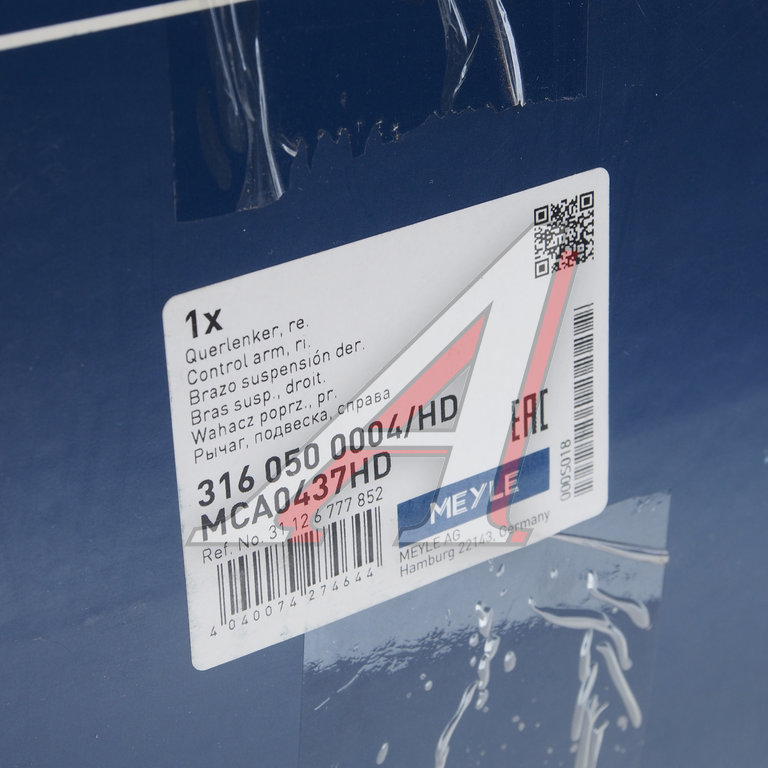 1x
Querlenker, re.
Control arm, ri.
Brazo suspensión der.
Bras susp., droit.
Wahacz poprz., pr.
Рычаг, подвеска, справа
316 050 0004/HD
MCA0437HD
Ref. No. 31 12 6 777 852
4 040074 274644
EAC
MEYLE
MEYLE AG
Hamburg 22143, Germany
000S018